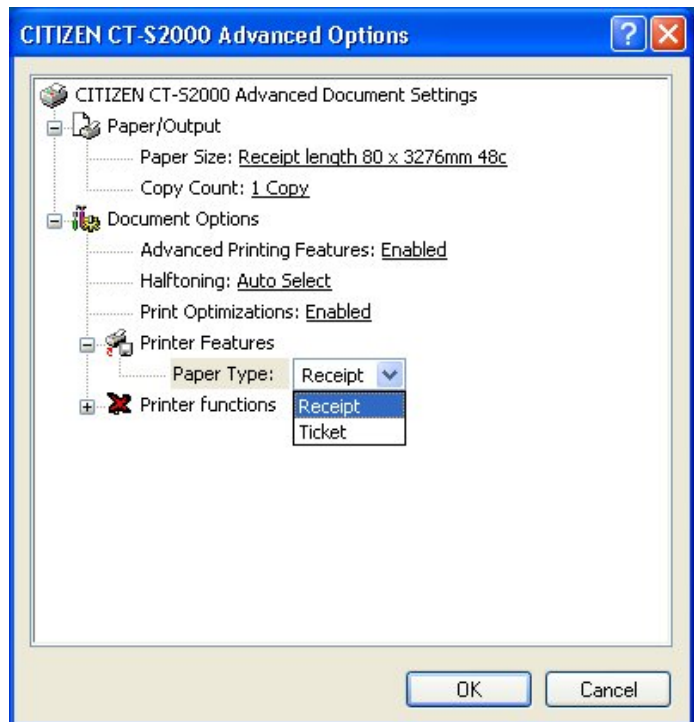 CITIZEN CT-S2000 Advanced Options
CITIZEN CT-S2000 Advanced Document Settings
Paper/Output
Paper Size: Receipt length 80 x 3276mm 48c
Copy Count: 1 Copy
Document Options
Advanced Printing Features: Enabled
Halftoning: Auto Select
Print Optimizations: Enabled
Printer Features
Paper Type: Receipt
Printer functions
Receipt
Ticket
OK Cancel